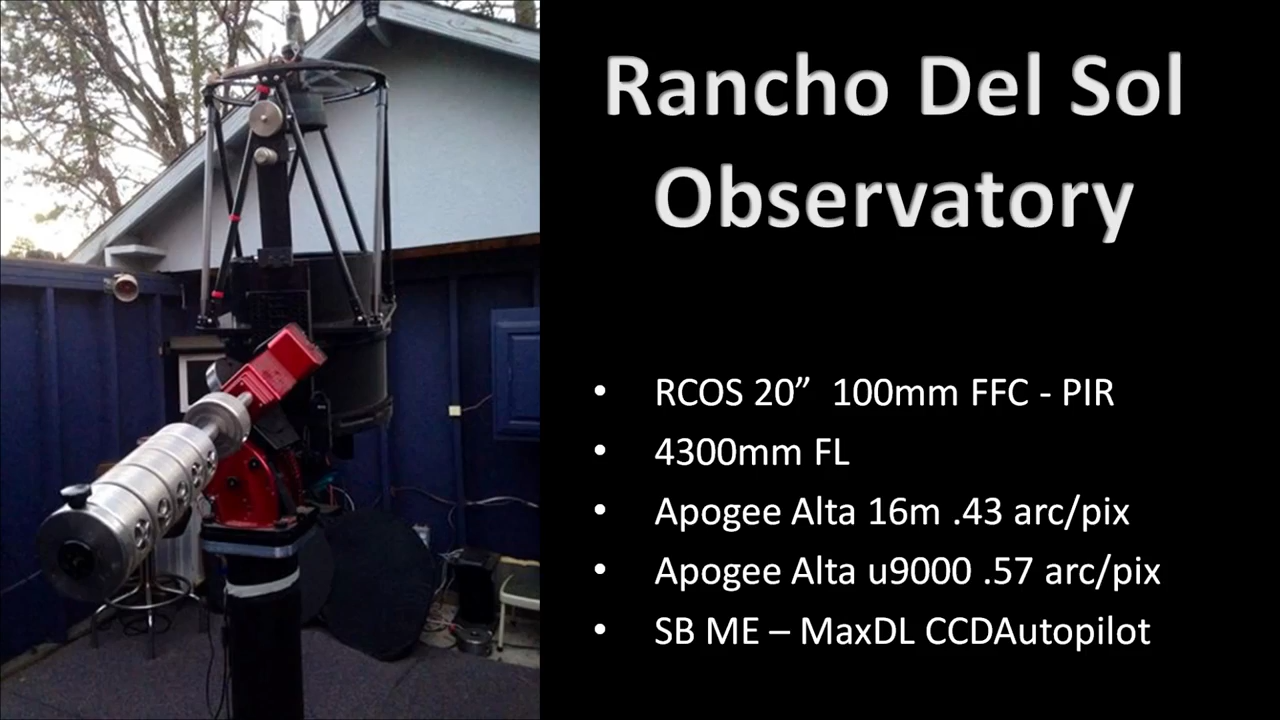 Rancho Del Sol
Observatory
• RCOS 20”  100mm FFC - PIR
• 4300mm FL
• Apogee Alta 16m .43 arc/pix
• Apogee Alta u9000 .57 arc/pix
• SB ME – MaxDL CCDAutopilot